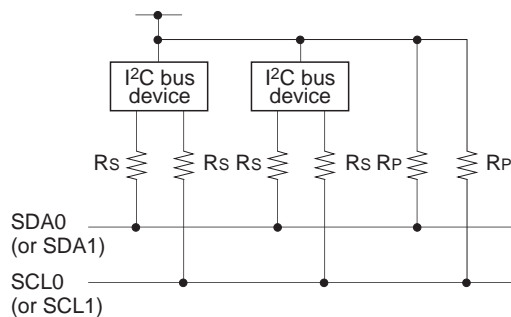 I²C bus
device
I²C bus
device
RS
RS
RS
RS
RP
RP
SDA0
(or SDA1)
SCL0
(or SCL1)